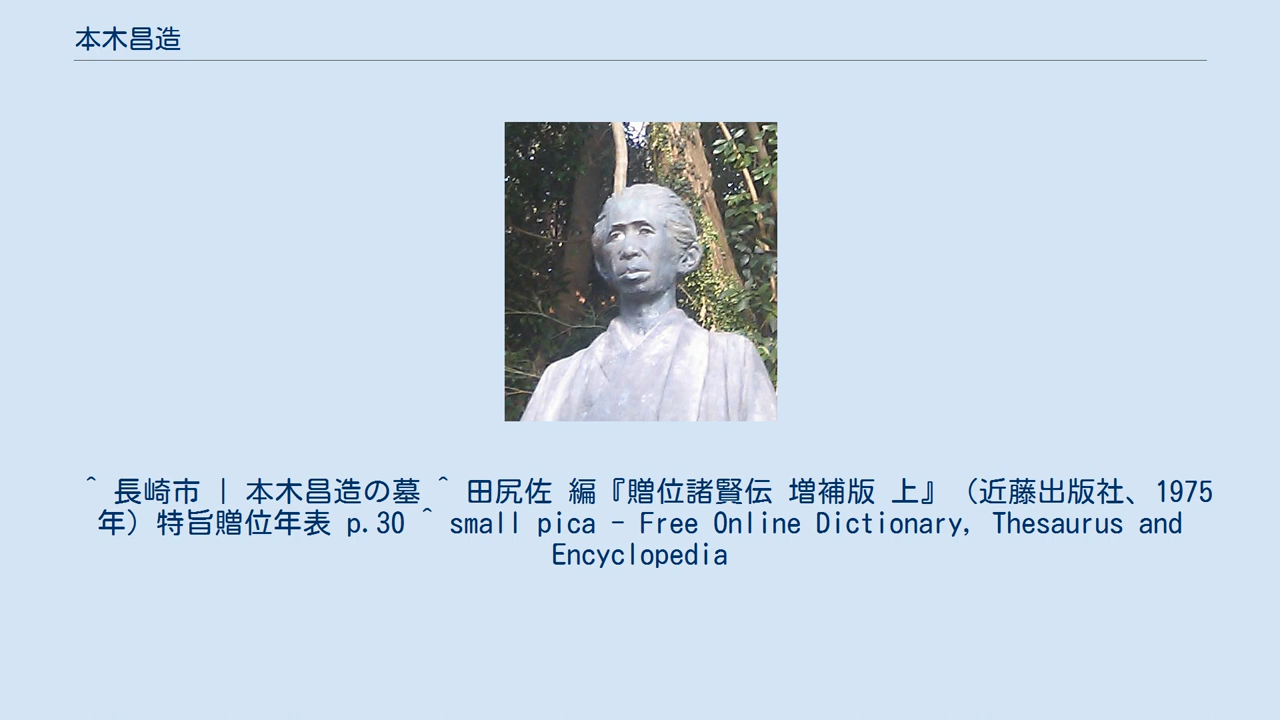 本木昌造
^ 長崎市 | 本木昌造の墓 ^ 田尻佐 編『贈位諸賢伝 増補版 上』（近藤出版社、1975
年）特旨贈位年表 p.30 ^ small pica - Free Online Dictionary, Thesaurus and
Encyclopedia